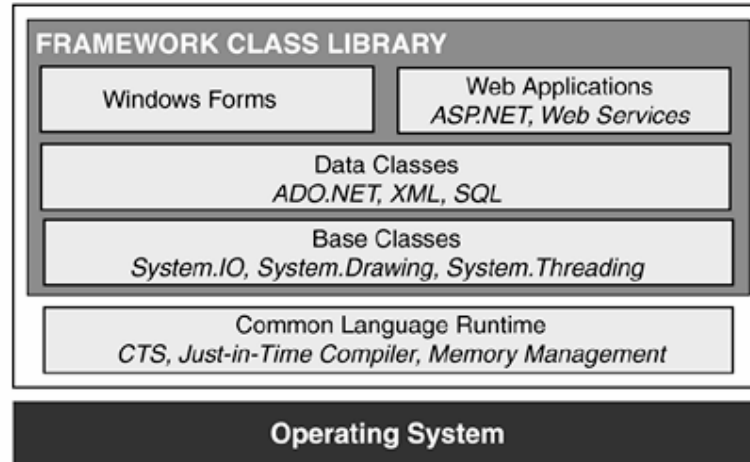 FRAMEWORK CLASS LIBRARY
Windows Forms
Web Applications
ASP.NET, Web Services
Data Classes
ADO.NET, XML, SQL
Base Classes
System.IO, System.Drawing, System.Threading
Common Language Runtime
CTS, Just-in-Time Compiler, Memory Management
Operating System